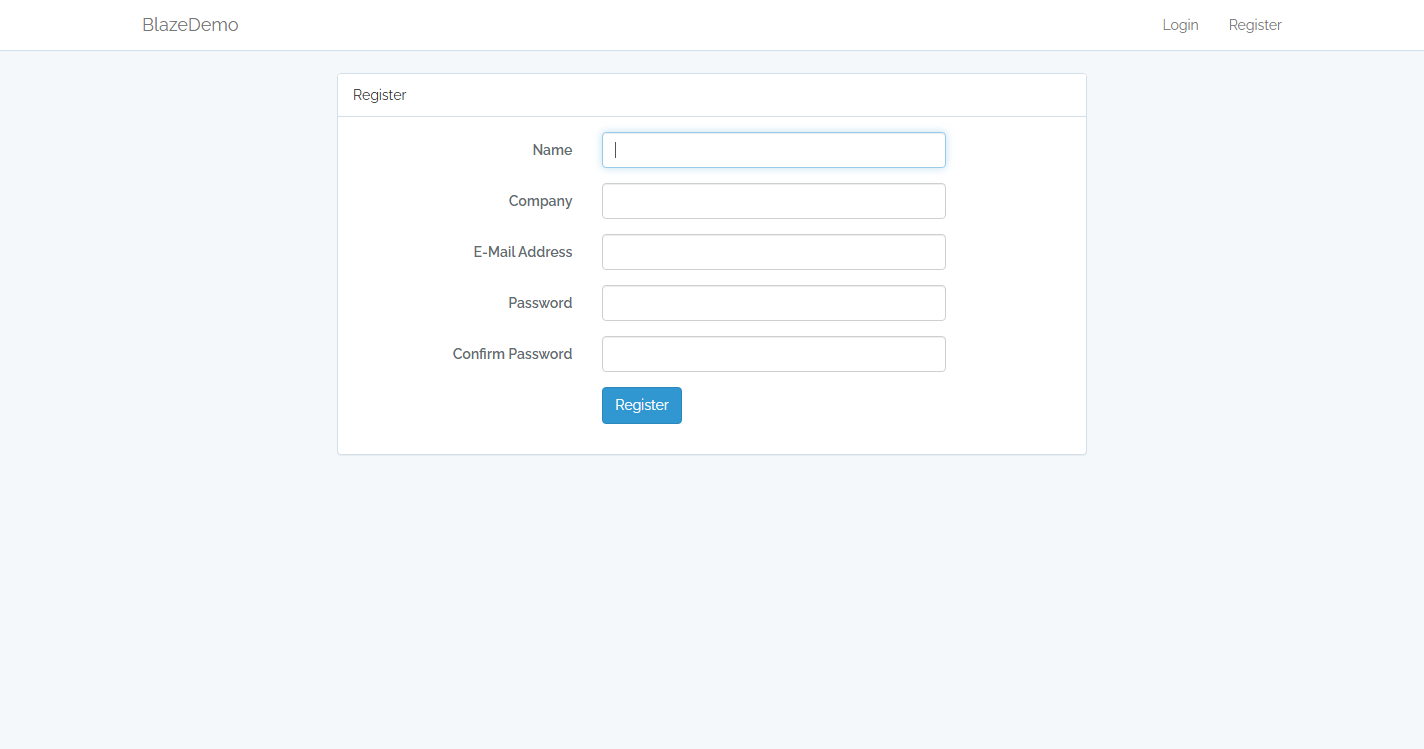 BlazeDemo
Login Register
Register
Name
Company
E-Mail Address
Password
Confirm Password
Register